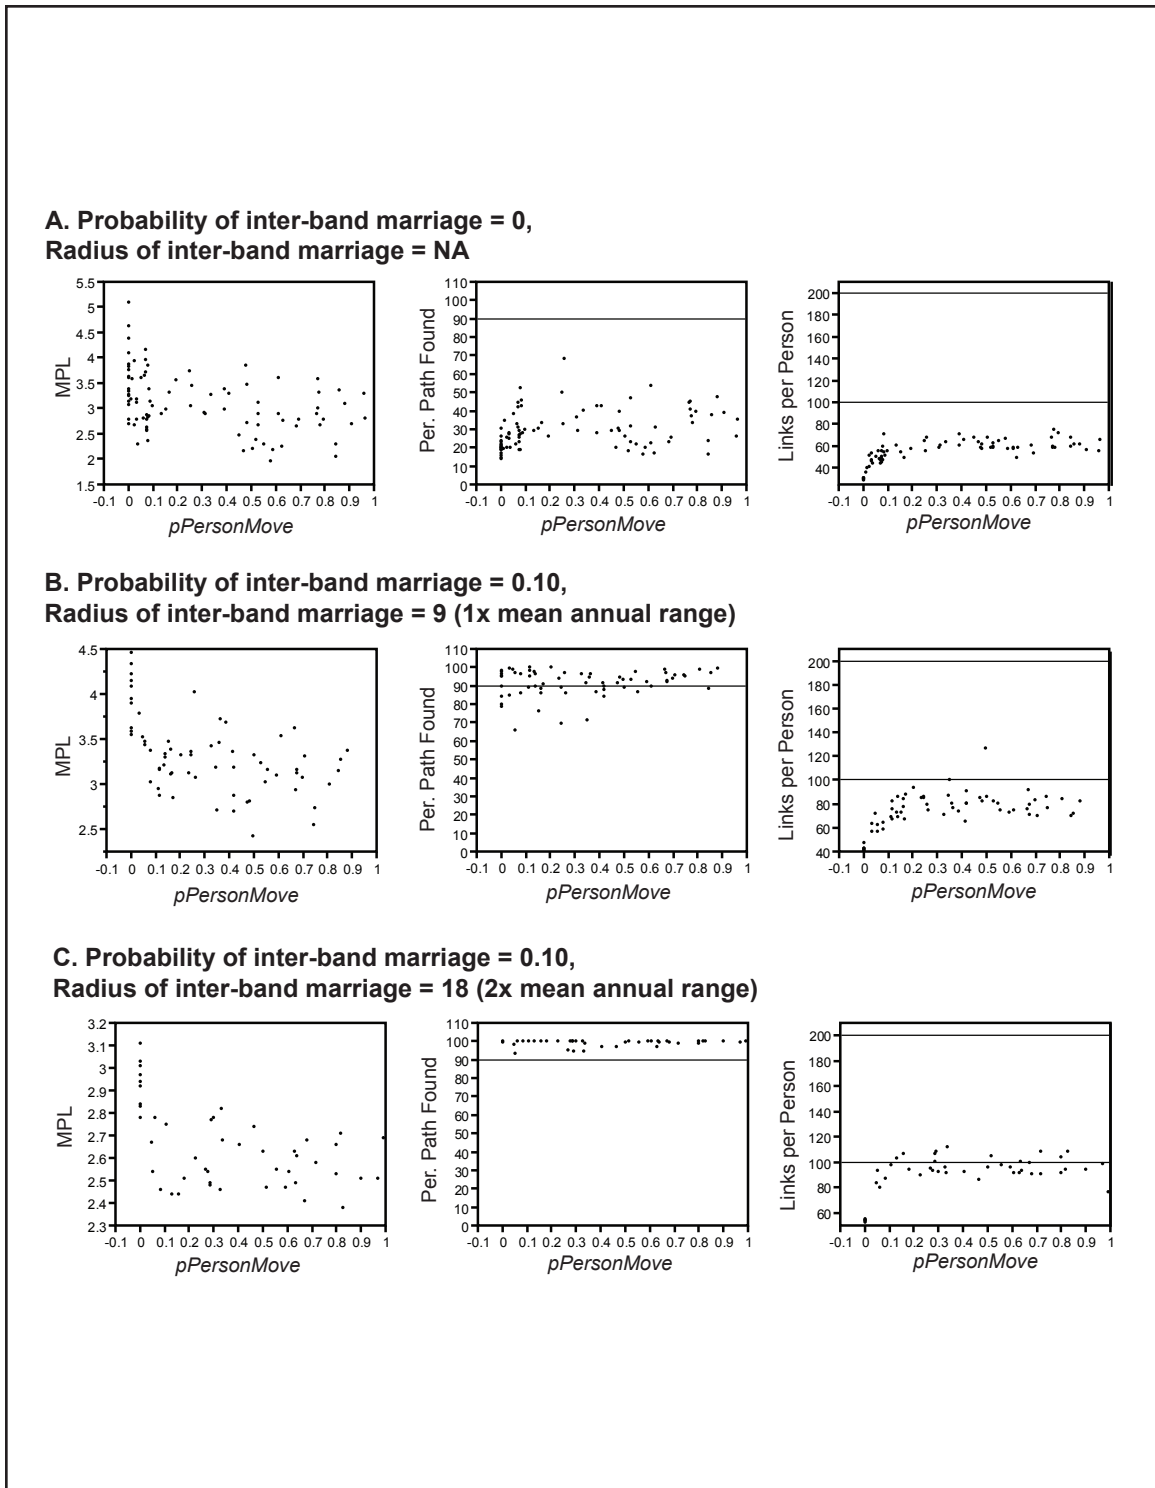 A. Probability of inter-band marriage = 0,
Radius of inter-band marriage = NA
MPL
5.5
5
4.5
4
3.5
3
2.5
2
1.5
-0.1 0 0.1 0.2 0.3 0.4 0.5 0.6 0.7 0.8 0.9 1
pPersonMove
Per. Path Found
110
100
90
80
70
60
50
40
30
20
10
0
-0.1 0 0.1 0.2 0.3 0.4 0.5 0.6 0.7 0.8 0.9 1
pPersonMove
Links per Person
200
180
160
140
120
100
80
60
40
-0.1 0 0.1 0.2 0.3 0.4 0.5 0.6 0.7 0.8 0.9 1
pPersonMove
B. Probability of inter-band marriage = 0.10,
Radius of inter-band marriage = 9 (1x mean annual range)
MPL
4.5
4
3.5
3
2.5
-0.1 0 0.1 0.2 0.3 0.4 0.5 0.6 0.7 0.8 0.9 1
pPersonMove
Per. Path Found
110
100
90
80
70
60
50
40
30
20
10
0
-0.1 0 0.1 0.2 0.3 0.4 0.5 0.6 0.7 0.8 0.9 1
pPersonMove
Links per Person
200
180
160
140
120
100
80
60
40
-0.1 0 0.1 0.2 0.3 0.4 0.5 0.6 0.7 0.8 0.9 1
pPersonMove
C. Probability of inter-band marriage = 0.10,
Radius of inter-band marriage = 18 (2x mean annual range)
MPL
3.2
3.1
3
2.9
2.8
2.7
2.6
2.5
2.4
2.3
-0.1 0 0.1 0.2 0.3 0.4 0.5 0.6 0.7 0.8 0.9 1
pPersonMove
Per. Path Found
110
100
90
80
70
60
50
40
30
20
10
0
-0.1 0 0.1 0.2 0.3 0.4 0.5 0.6 0.7 0.8 0.9 1
pPersonMove
Links per Person
200
180
160
140
120
100
80
60
-0.1 0 0.1 0.2 0.3 0.4 0.5 0.6 0.7 0.8 0.9 1
pPersonMove